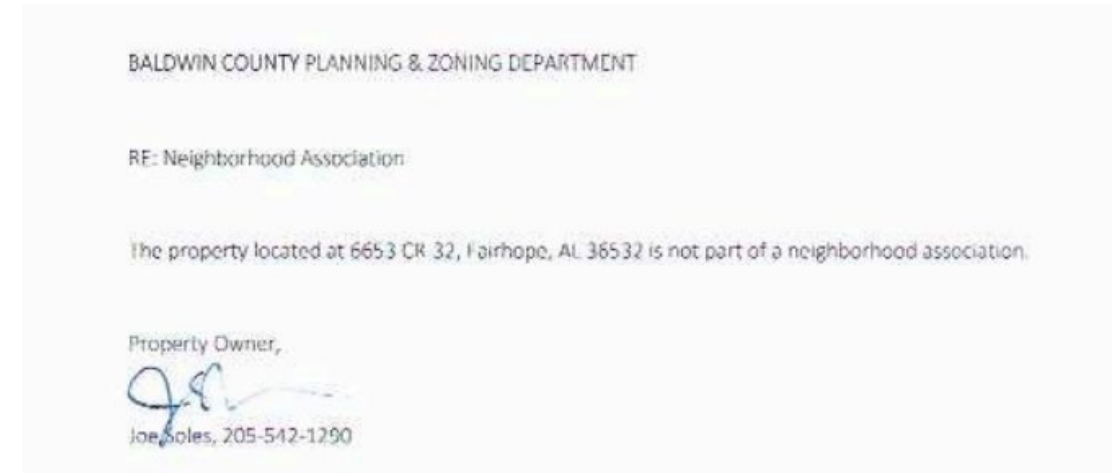 BALDWIN COUNTY PLANNING & ZONING DEPARTMENT
RE: Neighborhood Association
The property located at 6653 CR 32, Fairhope, AL 36532 is not part of a neighborhood association.
Property Owner,
Joe Soles, 205-542-1290